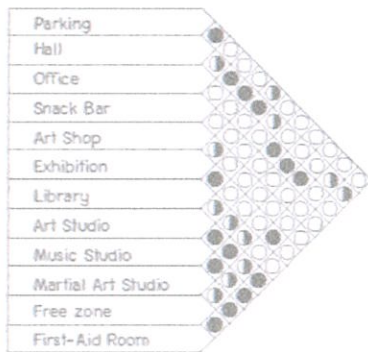 Parking
Hall
Office
Snack Bar
Art Shop
Exhibition
Library
Art Studio
Music Studio
Martial Art Studio
Free zone
First-Aid Room